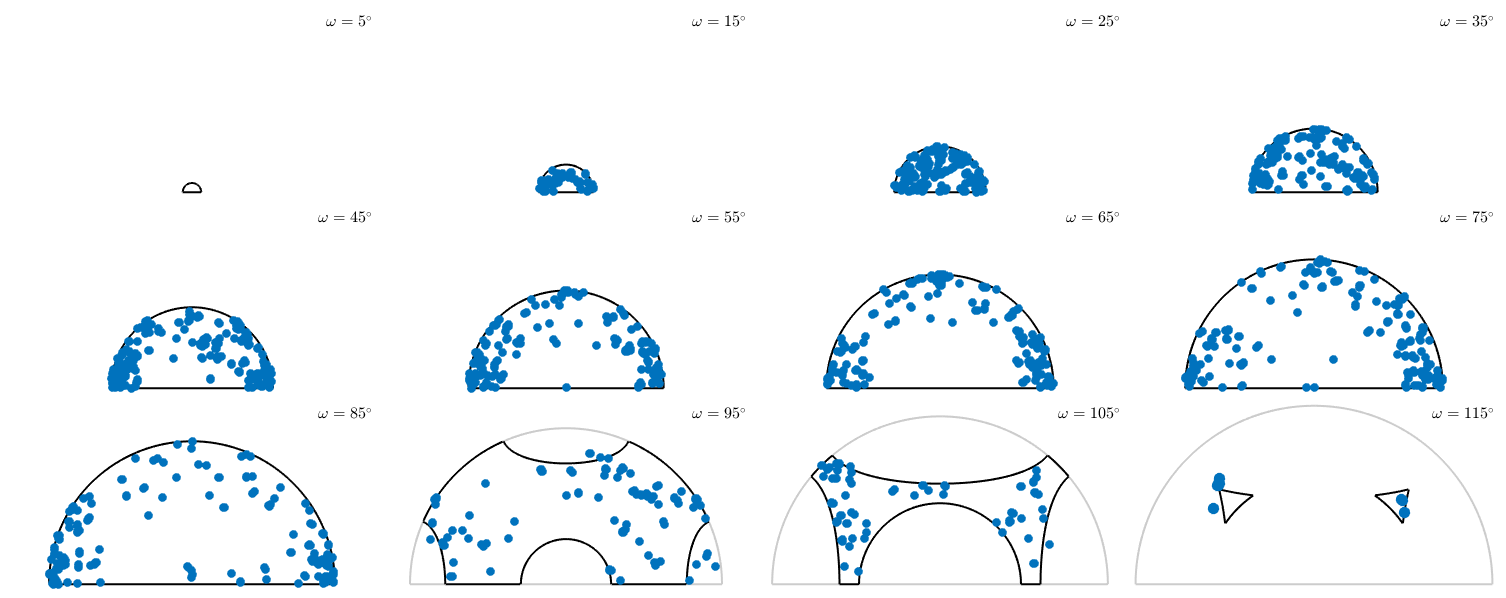 ω = 5°
ω = 15°
ω = 25°
ω = 35°
ω = 45°
ω = 55°
ω = 65°
ω = 75°
ω = 85°
ω = 95°
ω = 105°
ω = 115°